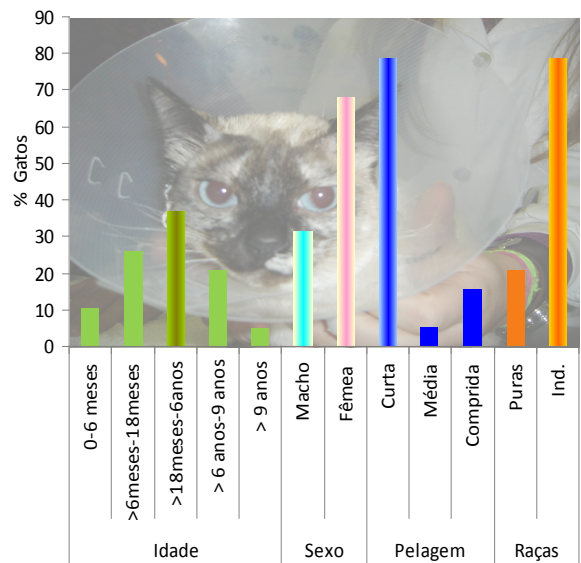 90
80
70
60
50
40
30
20
10
0
% Gatos
0-6 meses
>6meses-18meses
>18meses-6anos
> 6 anos-9 anos
> 9 anos
Macho
Fêmea
Curta
Média
Comprida
Puras
Ind.
Idade
Sexo
Pelagem
Raças